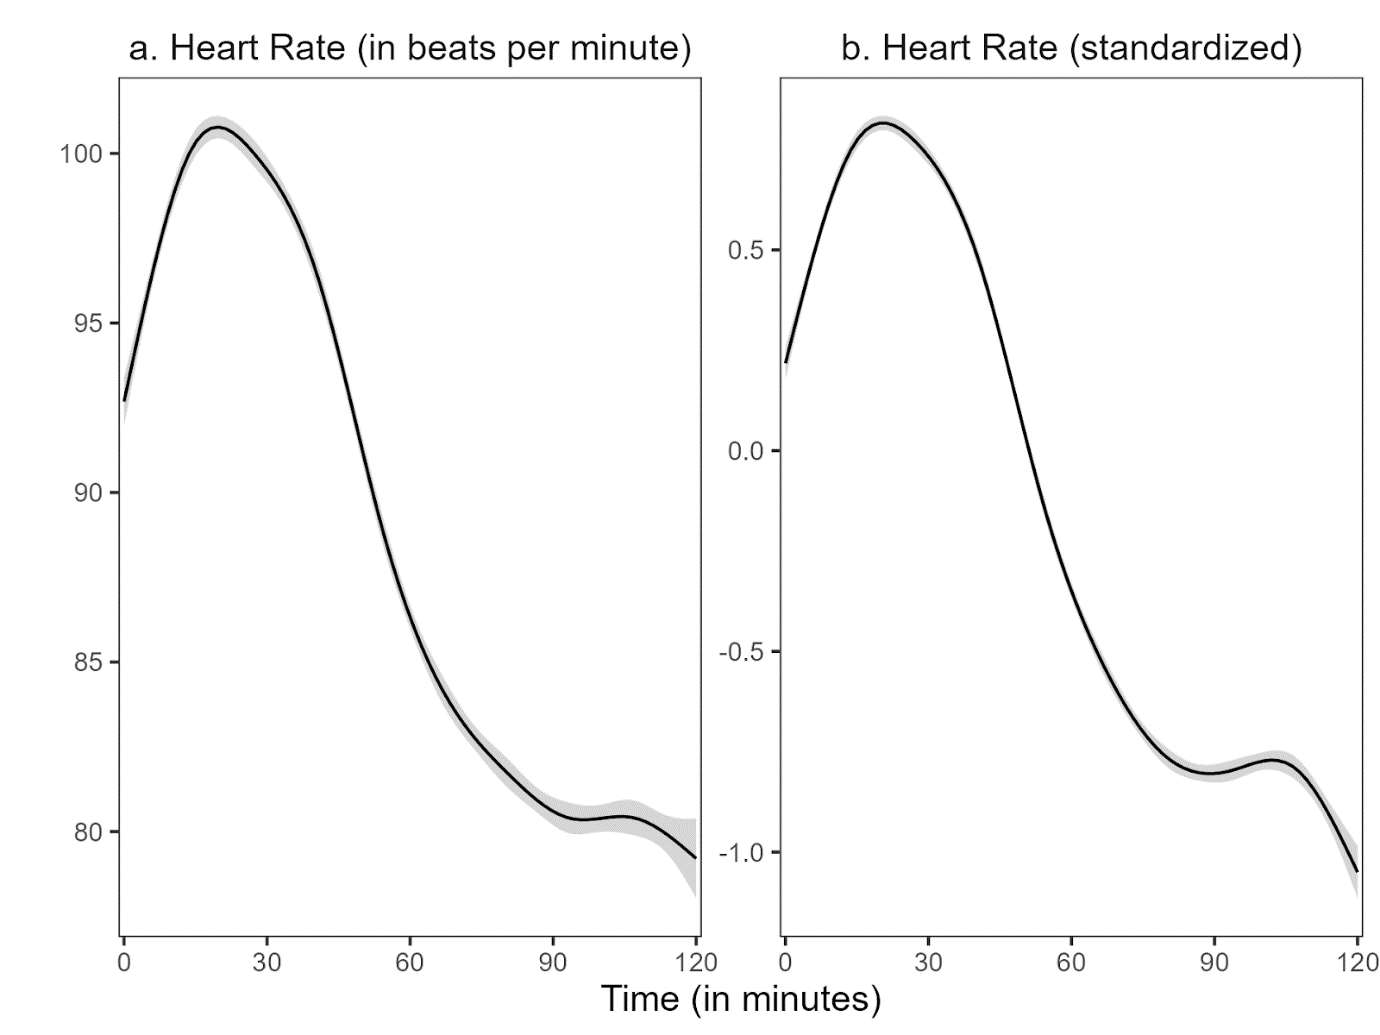 a. Heart Rate (in beats per minute)
100
95
90
85
80
0 30 60 90 120
b. Heart Rate (standardized)
0.5
0.0
-0.5
-1.0
0 30 60 90 120
Time (in minutes)